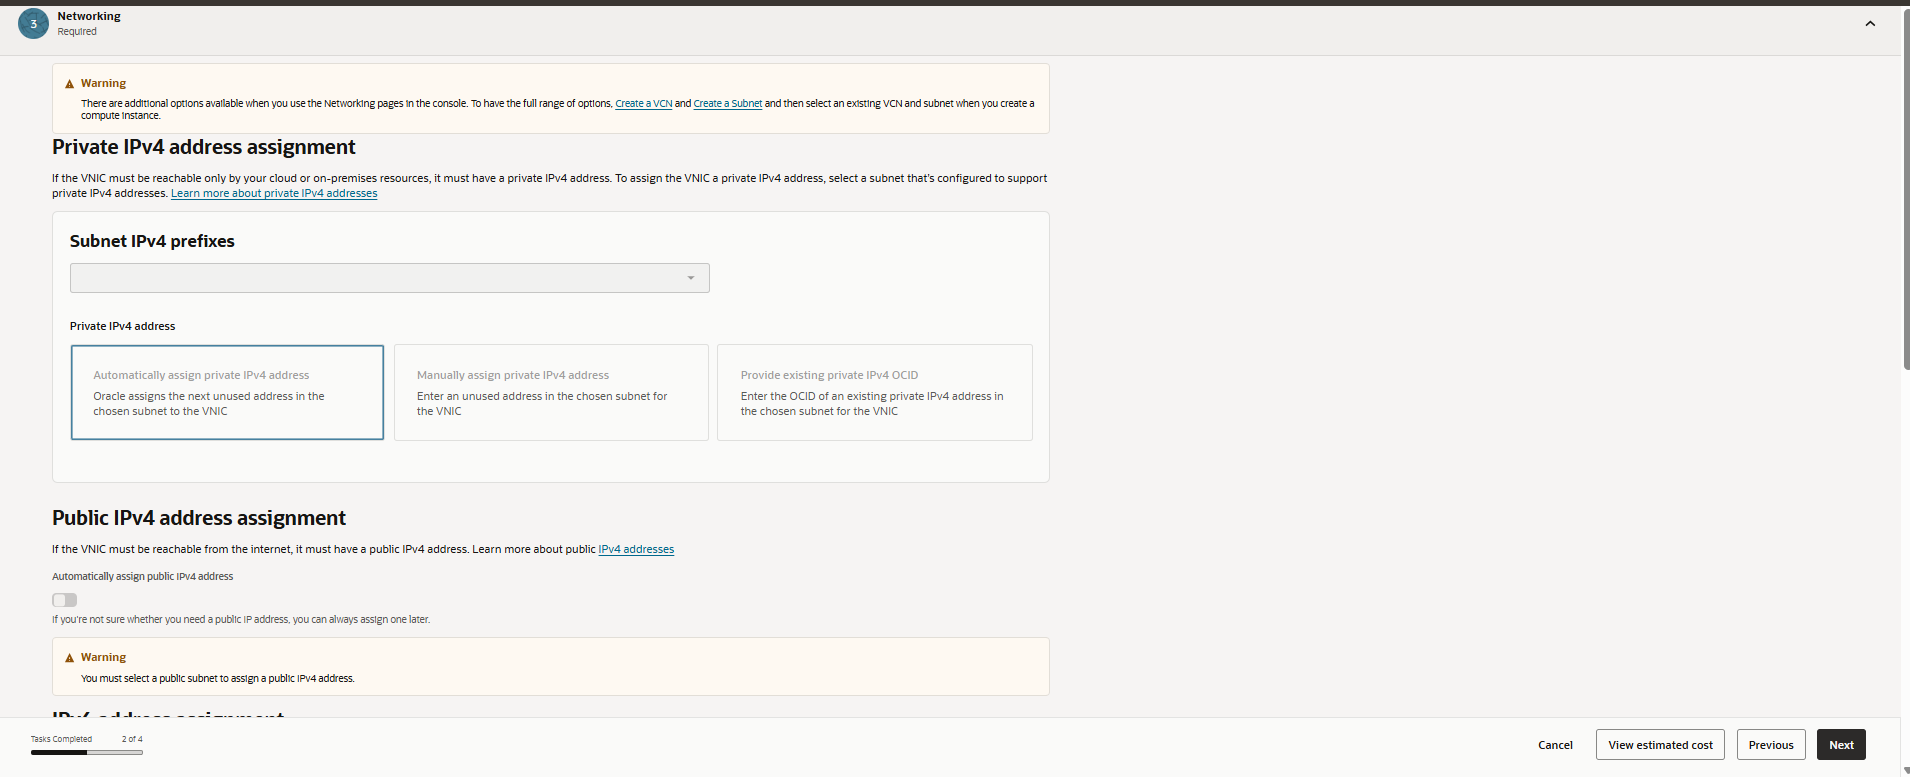 3
Networking
Required
Warning
There are additional options available when you use the Networking pages in the console. To have the full range of options, Create a VCN and Create a Subnet and then select an existing VCN and subnet when you create a
compute instance.
Private IPv4 address assignment
If the VNIC must be reachable only by your cloud or on-premises resources, it must have a private IPv4 address. To assign the VNIC a private IPv4 address, select a subnet that's configured to support
private IPv4 addresses. Learn more about private IPv4 addresses
Subnet IPv4 prefixes
Private IPv4 address
Automatically assign private IPv4 address
Oracle assigns the next unused address in the
chosen subnet to the VNIC
Manually assign private IPv4 address
Enter an unused address in the chosen subnet for
the VNIC
Provide existing private IPv4 OCID
Enter the OCID of an existing private IPv4 address in
the chosen subnet for the VNIC
Public IPv4 address assignment
If the VNIC must be reachable from the internet, it must have a public IPv4 address. Learn more about public IPv4 addresses
Automatically assign public IPv4 address
If you're not sure whether you need a public IP address, you can always assign one later.
Warning
You must select a public subnet to assign a public IPv4 address.
IPv6 address assignment
Tasks Completed 2 of 4
Cancel
View estimated cost
Previous
Next